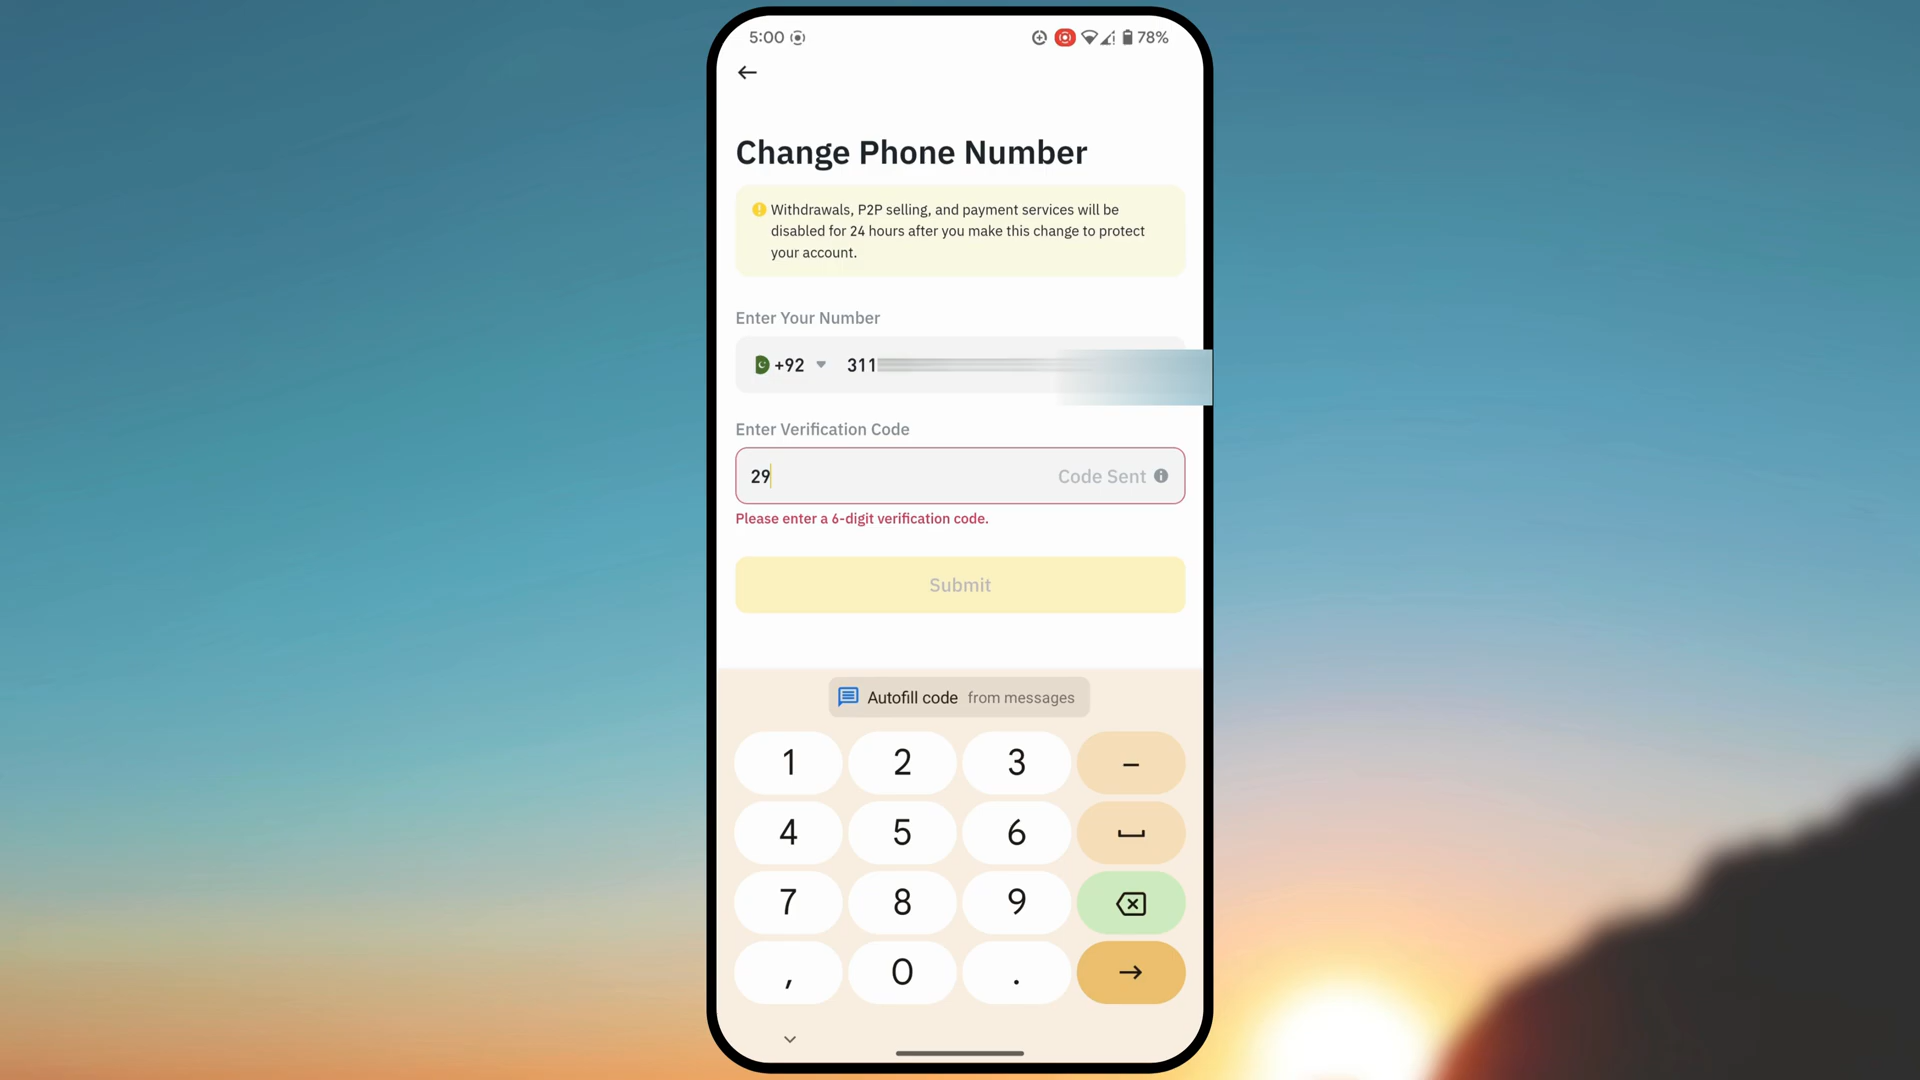 5:00 78%
Change Phone Number
Withdrawals, P2P selling, and payment services will be
disabled for 24 hours after you make this change to protect
your account.
Enter Your Number
+92 311
Enter Verification Code
29 Code Sent
Please enter a 6-digit verification code.
Submit
Autofill code from messages
1 2 3 –
4 5 6
7 8 9
, 0 .